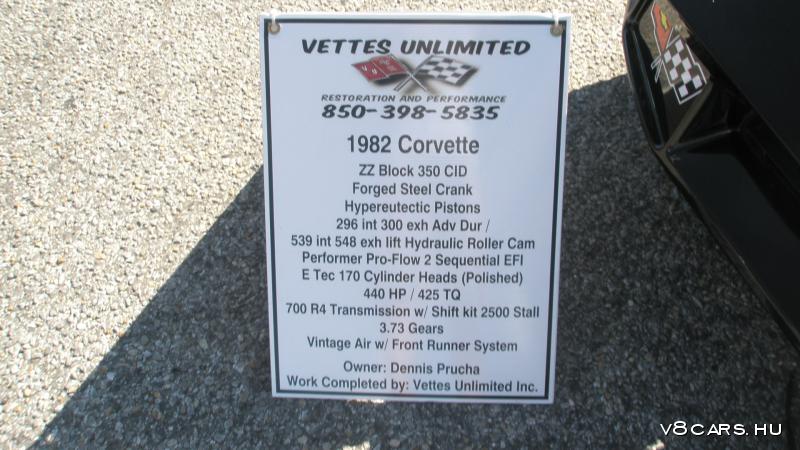 VETTES UNLIMITED
RESTORATION AND PERFORMANCE
850-398-5835
1982 Corvette
ZZ Block 350 CID
Forged Steel Crank
Hypereutectic Pistons
296 int 300 exh Adv Dur /
539 int 548 exh lift Hydraulic Roller Cam
Performer Pro-Flow 2 Sequential EFI
E Tec 170 Cylinder Heads (Polished)
440 HP / 425 TQ
700 R4 Transmission w/ Shift kit 2500 Stall
3.73 Gears
Vintage Air w/ Front Runner System
Owner: Dennis Prucha
Work Completed by: Vettes Unlimited Inc.
V8CARS.HU